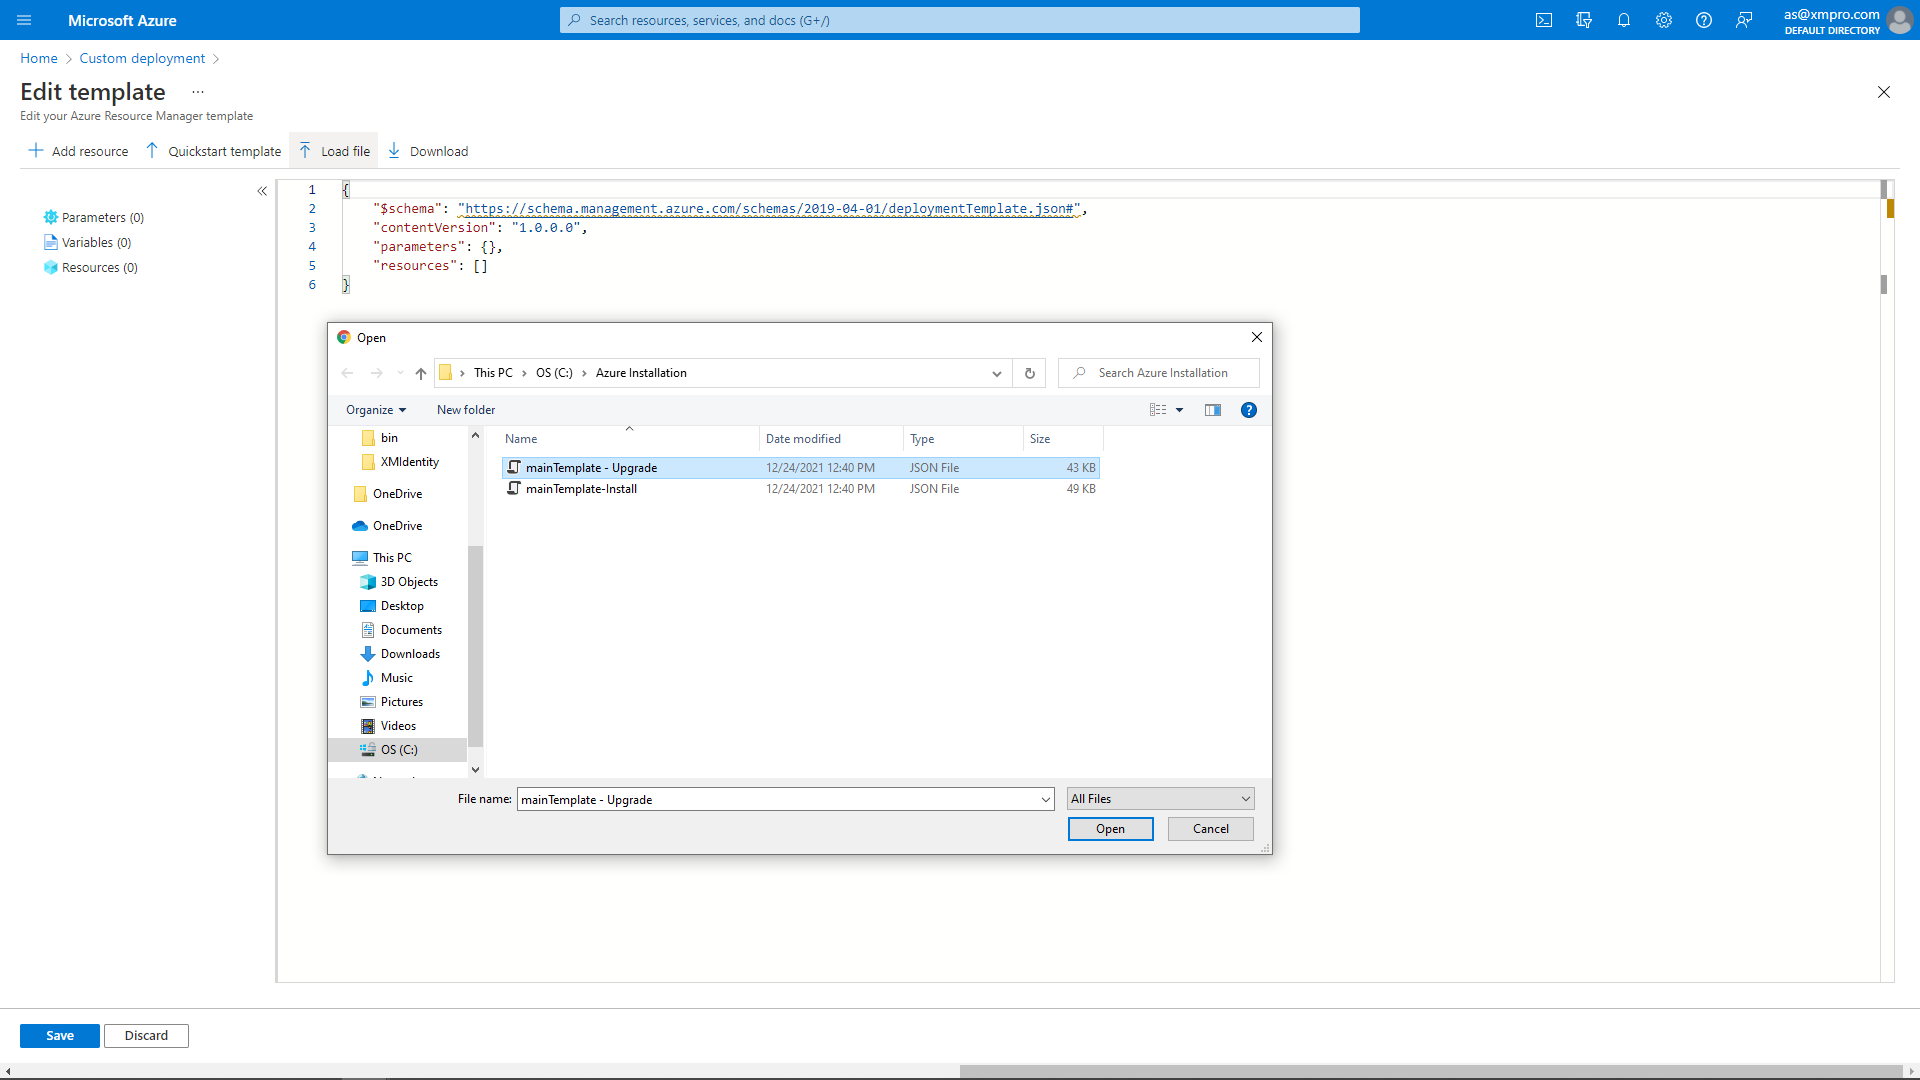 Microsoft Azure
Search resources, services, and docs (G+/)
as@xmpro.com
DEFAULT DIRECTORY
Home > Custom deployment >
Edit template ...
Edit your Azure Resource Manager template
Add resource
Quickstart template
Load file
Download
Parameters (0)
Variables (0)
Resources (0)
1 {
2 "$schema": "https://schema.management.azure.com/schemas/2019-04-01/deploymentTemplate.json#",
3 "contentVersion": "1.0.0.0",
4 "parameters": {},
5 "resources": []
6 }
Open
This PC > OS (C:) > Azure Installation
Search Azure Installation
Organize
New folder
bin
XMIdentity
OneDrive
OneDrive
This PC
3D Objects
Desktop
Documents
Downloads
Music
Pictures
Videos
OS (C:)
Name Date modified Type Size
mainTemplate - Upgrade 12/24/2021 12:40 PM JSON File 43 KB
mainTemplate-Install 12/24/2021 12:40 PM JSON File 49 KB
File name: mainTemplate - Upgrade
All Files
Open
Cancel
Save
Discard